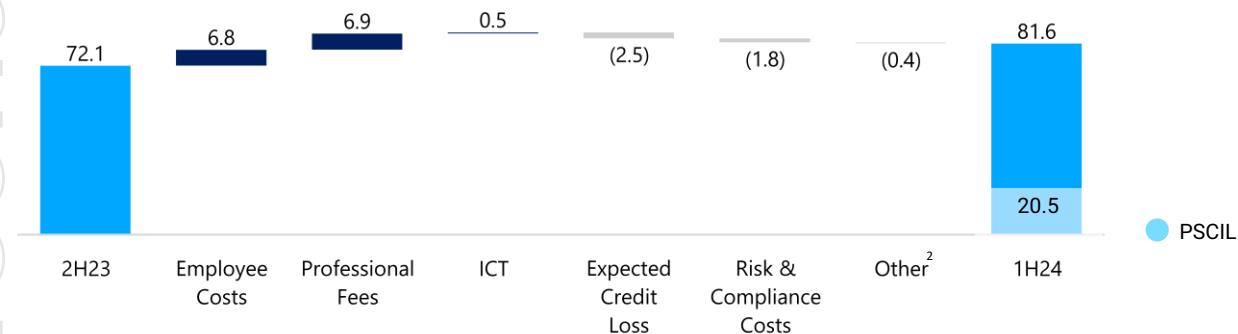 72.1
6.8
6.9
0.5
(2.5)
(1.8)
(0.4)
81.6
20.5
PSCIL
2H23
Employee
Costs
Professional
Fees
ICT
Expected
Credit
Loss
Risk &
Compliance
Costs
Other²
1H24